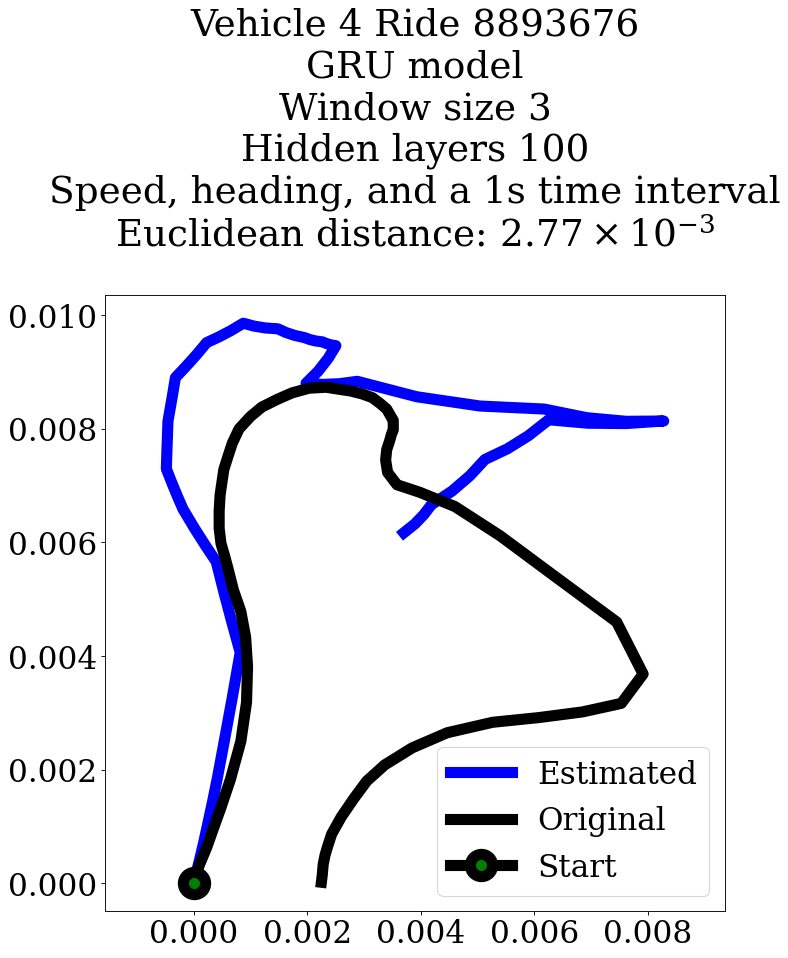 Vehicle 4 Ride 8893676
GRU model
Window size 3
Hidden layers 100
Speed, heading, and a 1s time interval
Euclidean distance: 2.77 × 10⁻³
0.010
0.008
0.006
0.004
0.002
0.000
Estimated
Original
Start
0.000 0.002 0.004 0.006 0.008